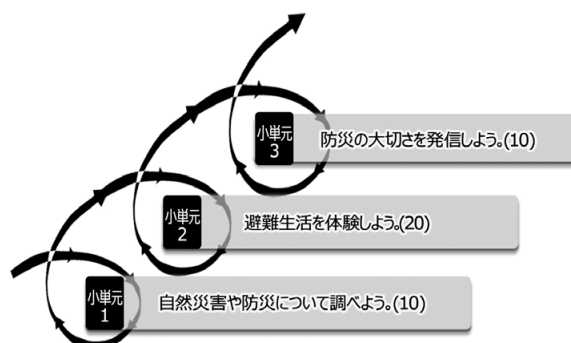 小単元
3
防災の大切さを発信しよう。(10)
小単元
2
避難生活を体験しよう。(20)
小単元
1
自然災害や防災について調べよう。(10)